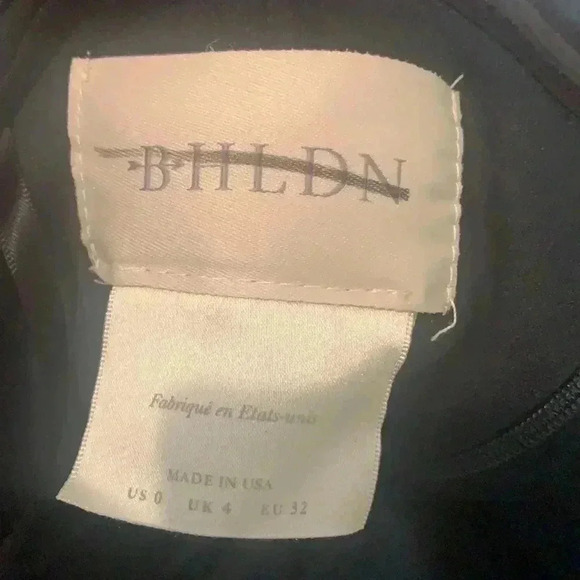 BHLDN
Fabriqué en Etats-unis
MADE IN USA
US 0 UK 4 EU 32